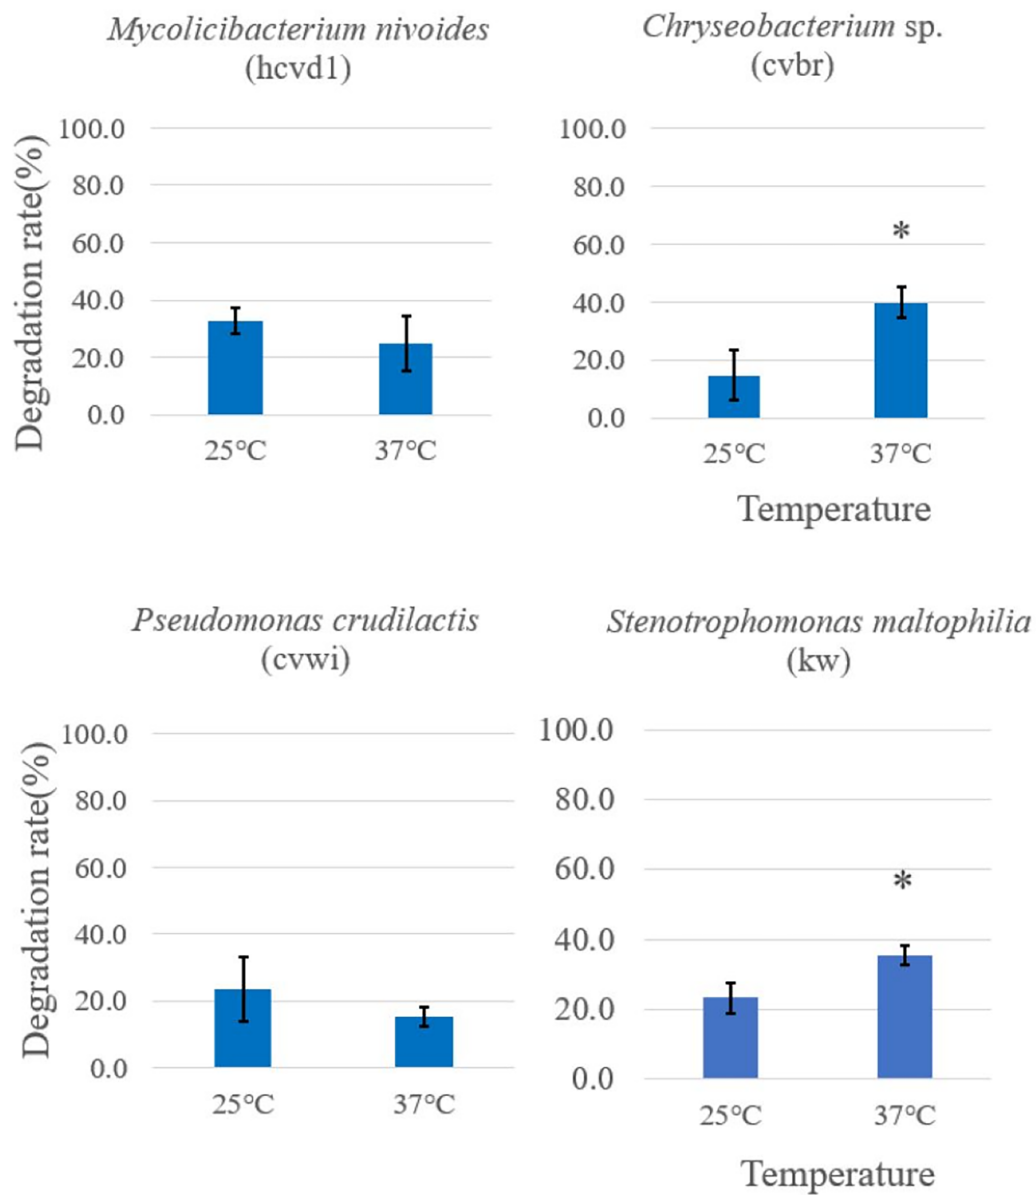 Mycolicibacterium nivoides
(hcvd1)
Degradation rate(%)
100.0
80.0
60.0
40.0
20.0
0.0
25°C 37°C
Chryseobacterium sp.
(cvbr)
100.0
80.0
60.0
40.0
20.0
0.0
*
25°C 37°C
Temperature
Pseudomonas crudilactis
(cvwi)
Degradation rate(%)
100.0
80.0
60.0
40.0
20.0
0.0
25°C 37°C
Stenotrophomonas maltophilia
(kw)
100.0
80.0
60.0
40.0
20.0
0.0
*
25°C 37°C
Temperature